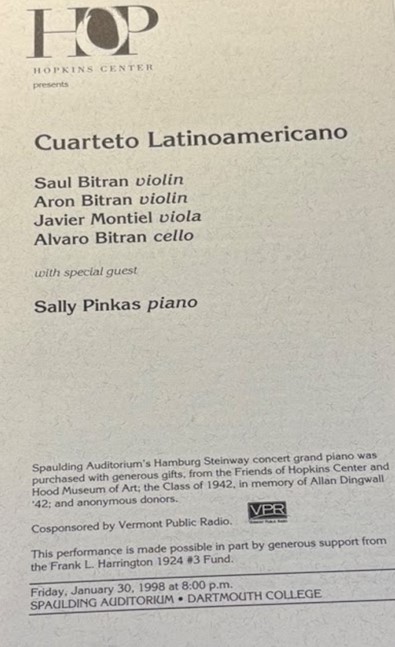 HOP
HOPKINS CENTER
presents
Cuarteto Latinoamericano
Saul Bitran violin
Aron Bitran violin
Javier Montiel viola
Alvaro Bitran cello
with special guest
Sally Pinkas piano
Spaulding Auditorium's Hamburg Steinway concert grand piano was
purchased with generous gifts, from the Friends of Hopkins Center and
Hood Museum of Art; the Class of 1942, in memory of Allan Dingwall
'42; and anonymous donors.
Cosponsored by Vermont Public Radio.
VPR
This performance is made possible in part by generous support from
the Frank L. Harrington 1924 #3 Fund.
Friday, January 30, 1998 at 8:00 p.m.
SPAULDING AUDITORIUM • DARTMOUTH COLLEGE